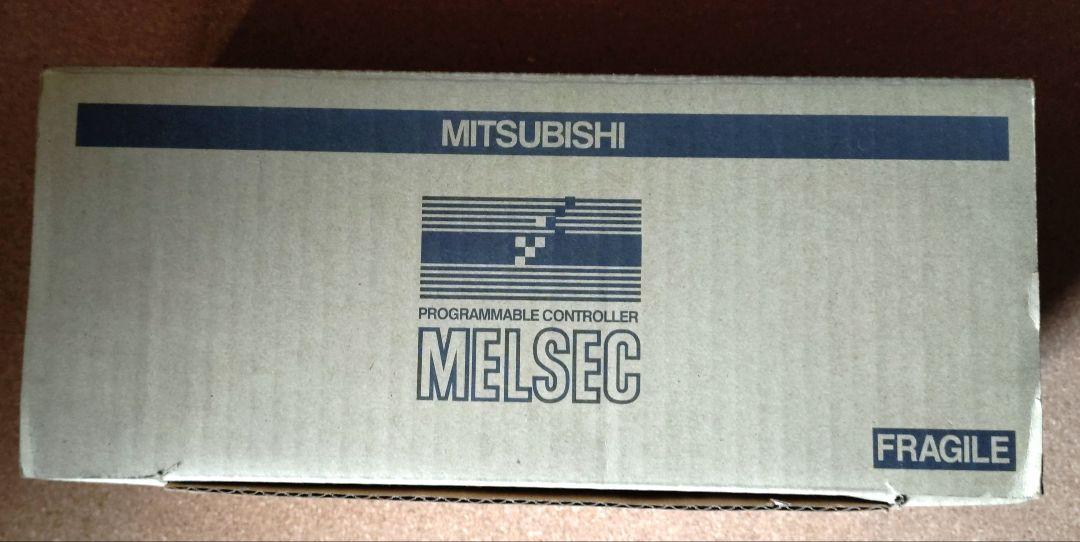 MITSUBISHI
PROGRAMMABLE CONTROLLER
MELSEC
FRAGILE